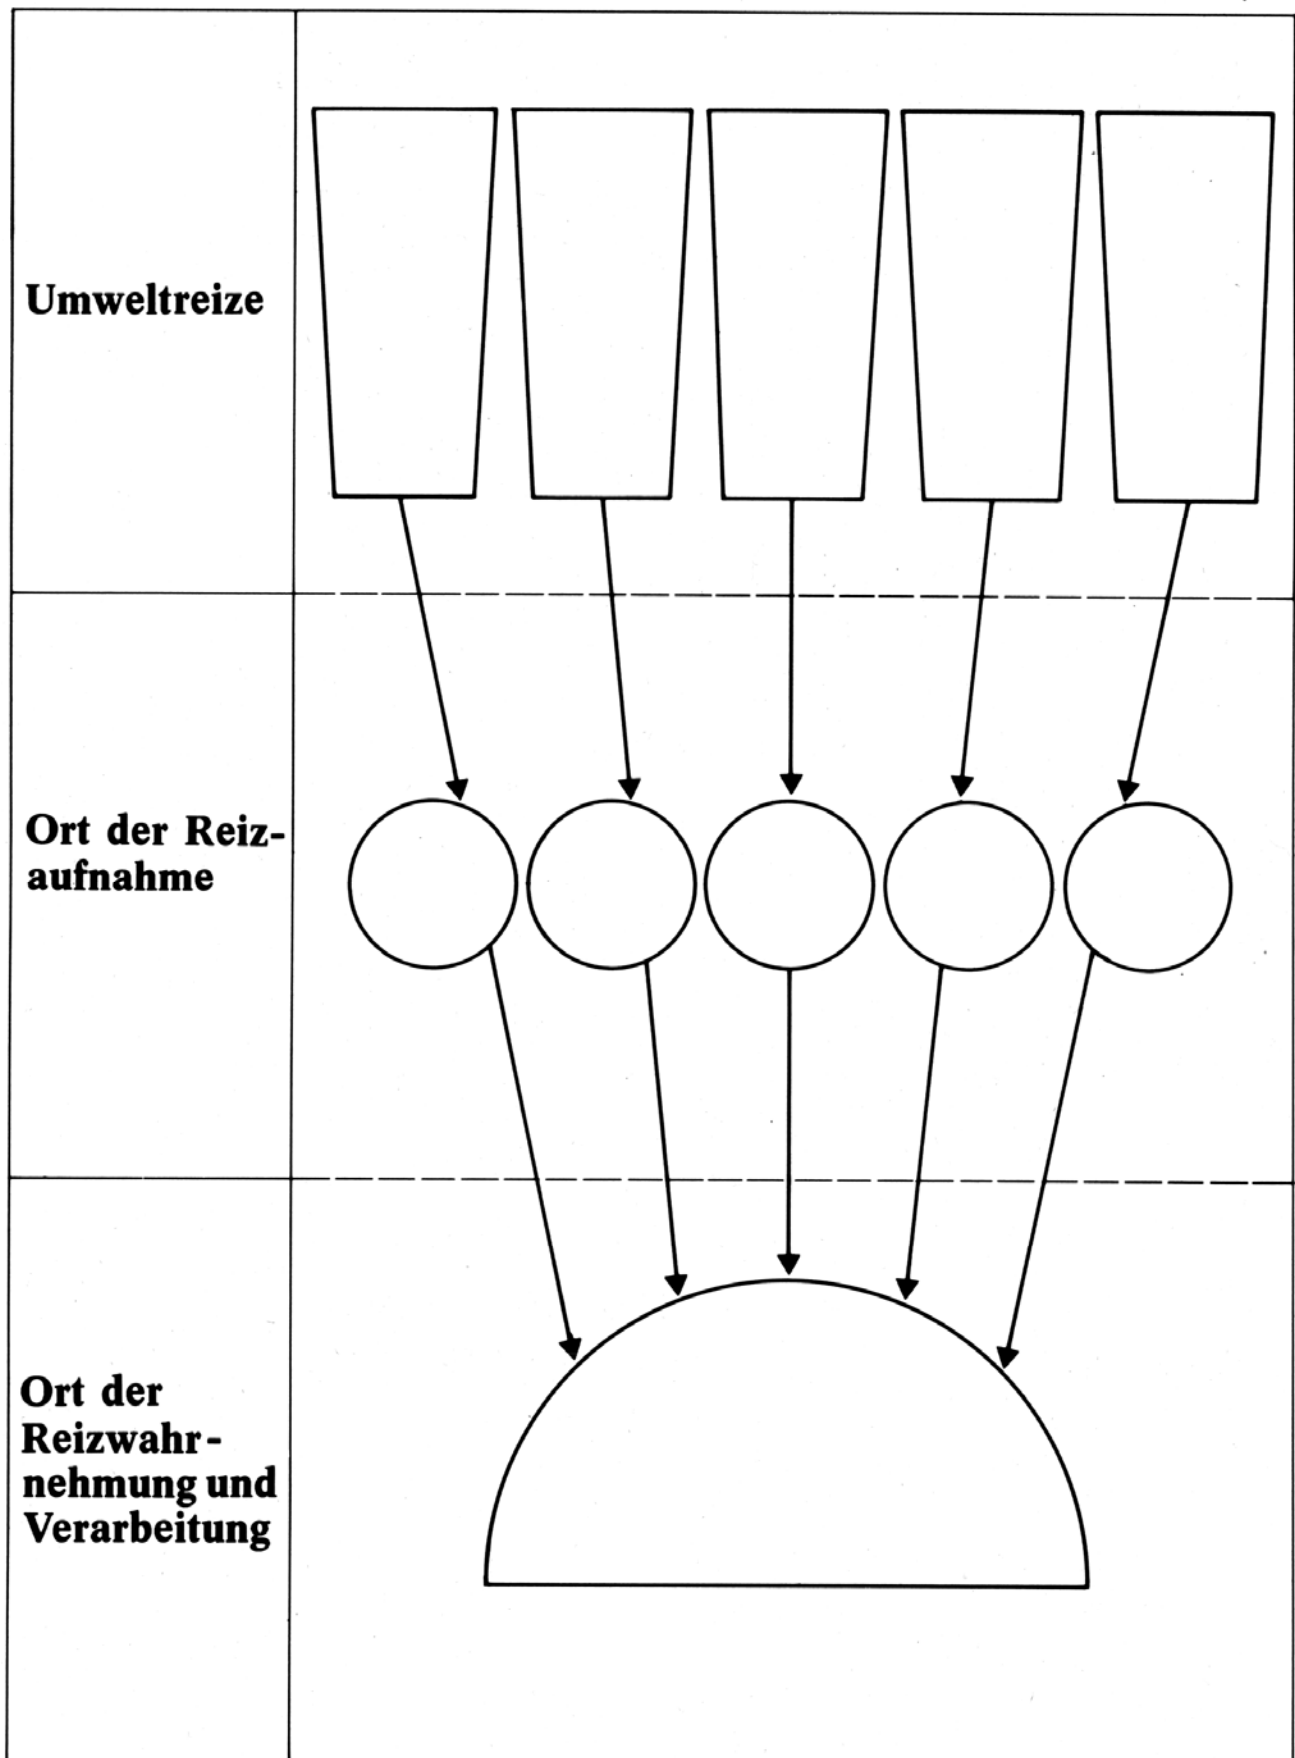 Umweltreize
Ort der Reiz-
aufnahme
Ort der
Reizwahr-
nehmung und
Verarbeitung